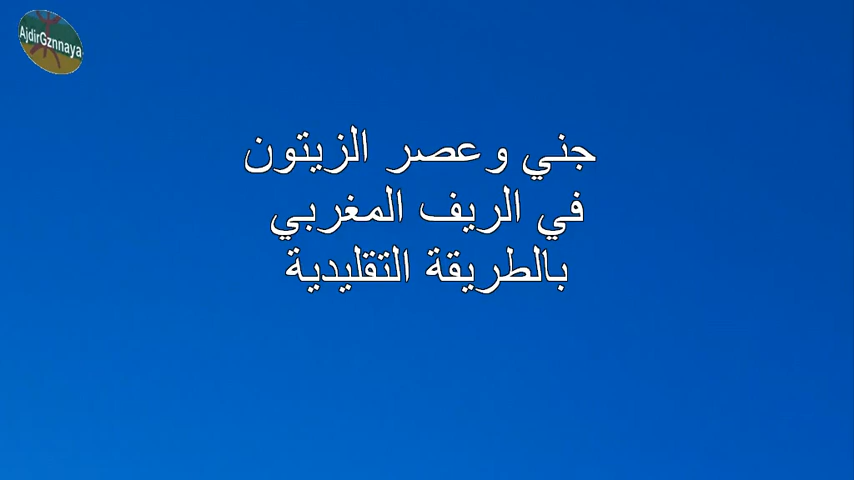 AjdirGznnaya
جني وعصر الزيتون
في الريف المغربي
بالطريقة التقليدية